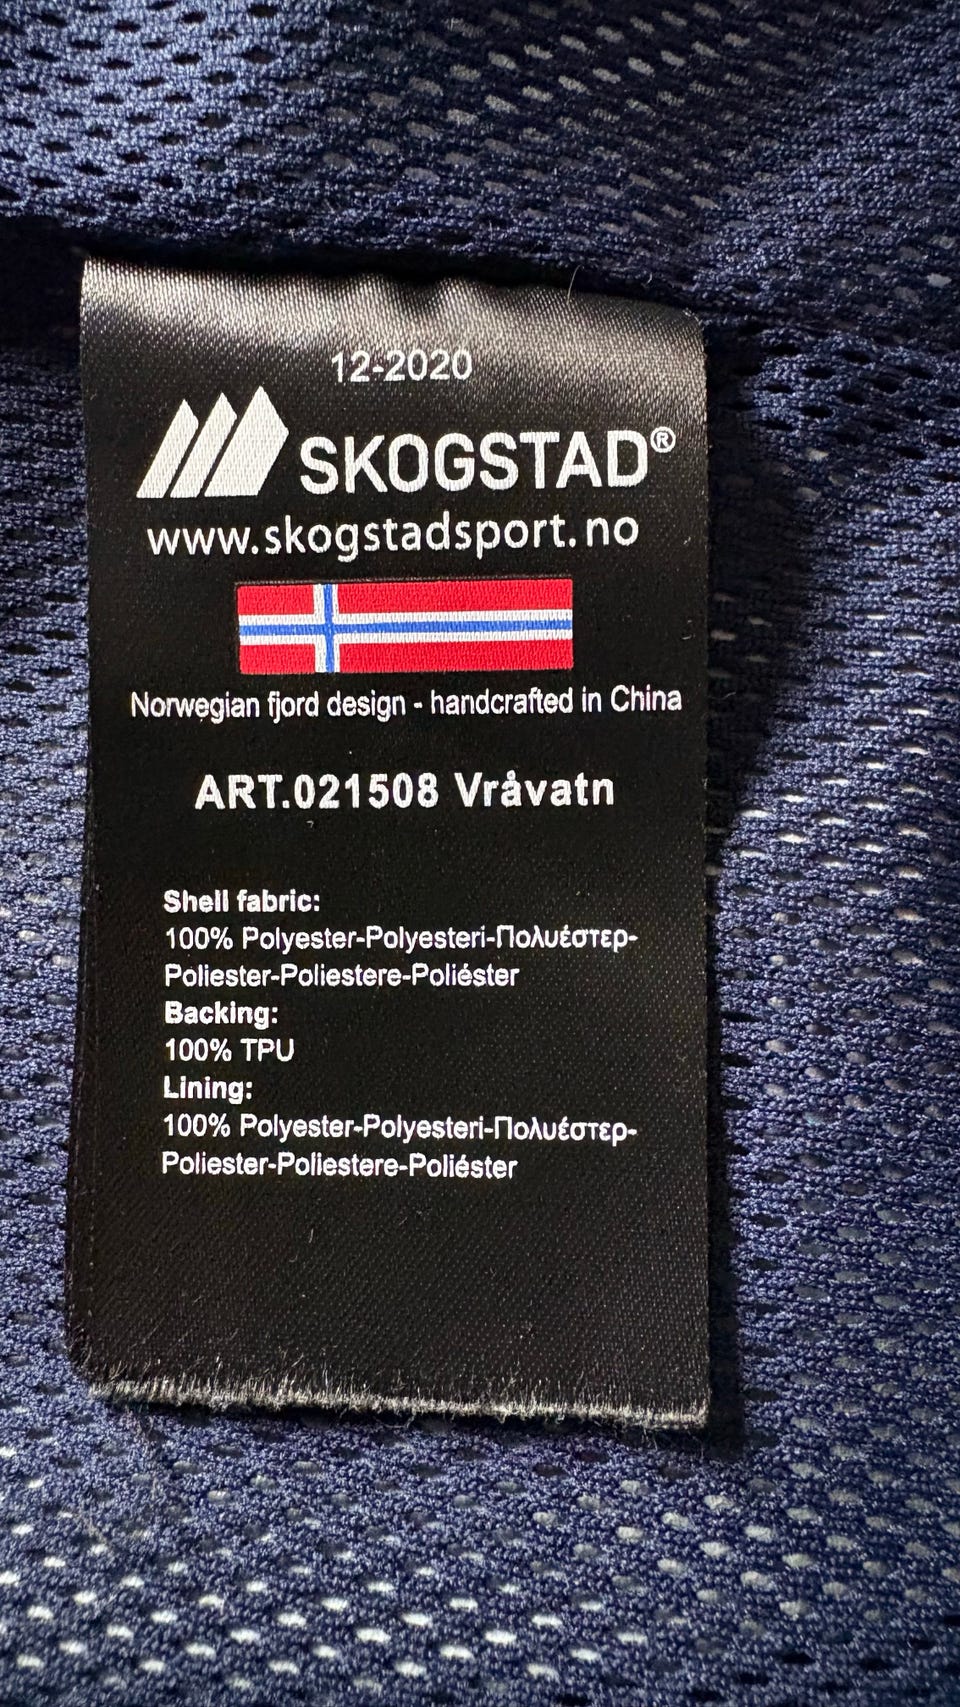 12-2020
SKOGSTAD®
www.skogstadsport.no
Norwegian fjord design - handcrafted in China
ART.021508 Vråvatn
Shell fabric:
100% Polyester-Polyesteri-Πολυέστερ-
Poliester-Poliestere-Poliéster
Backing:
100% TPU
Lining:
100% Polyester-Polyesteri-Πολυέστερ-
Poliester-Poliestere-Poliéster